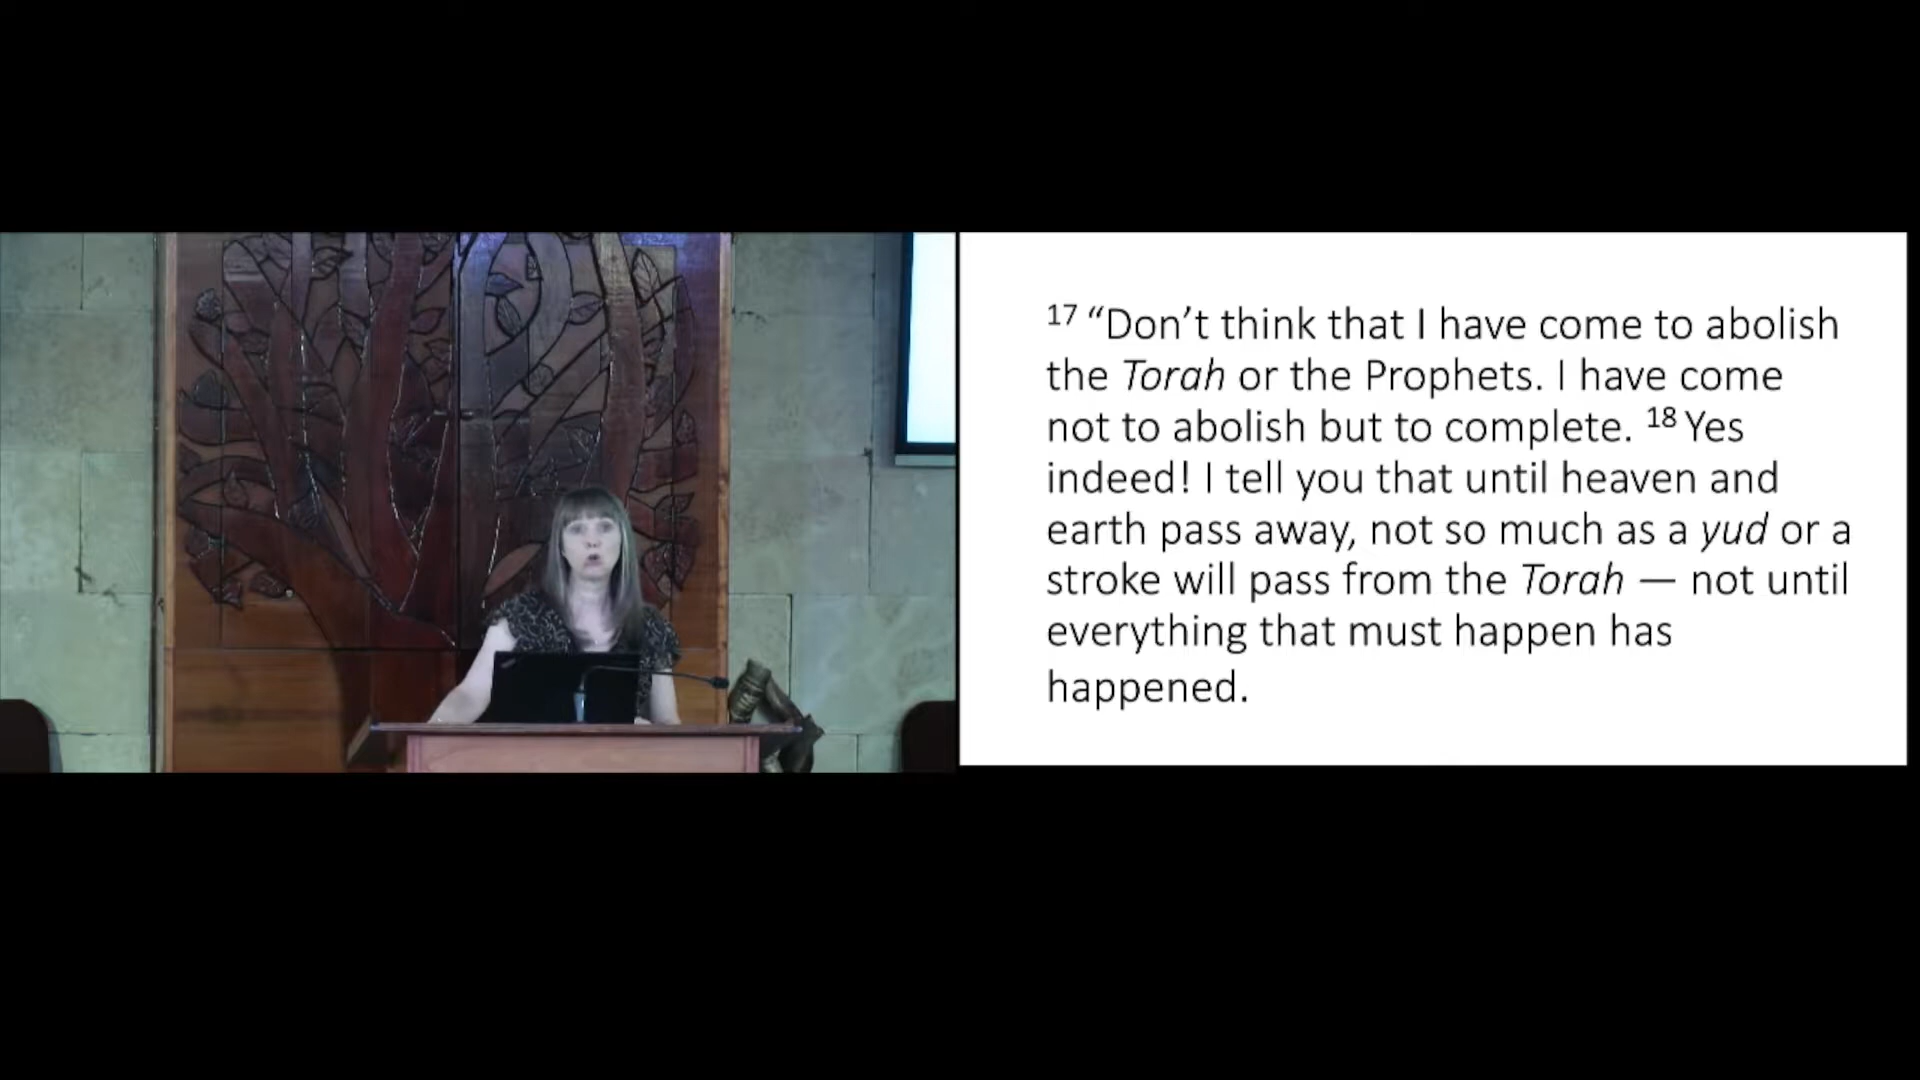 17 “Don’t think that I have come to abolish
the Torah or the Prophets. I have come
not to abolish but to complete. 18 Yes
indeed! I tell you that until heaven and
earth pass away, not so much as a yud or a
stroke will pass from the Torah — not until
everything that must happen has
happened.